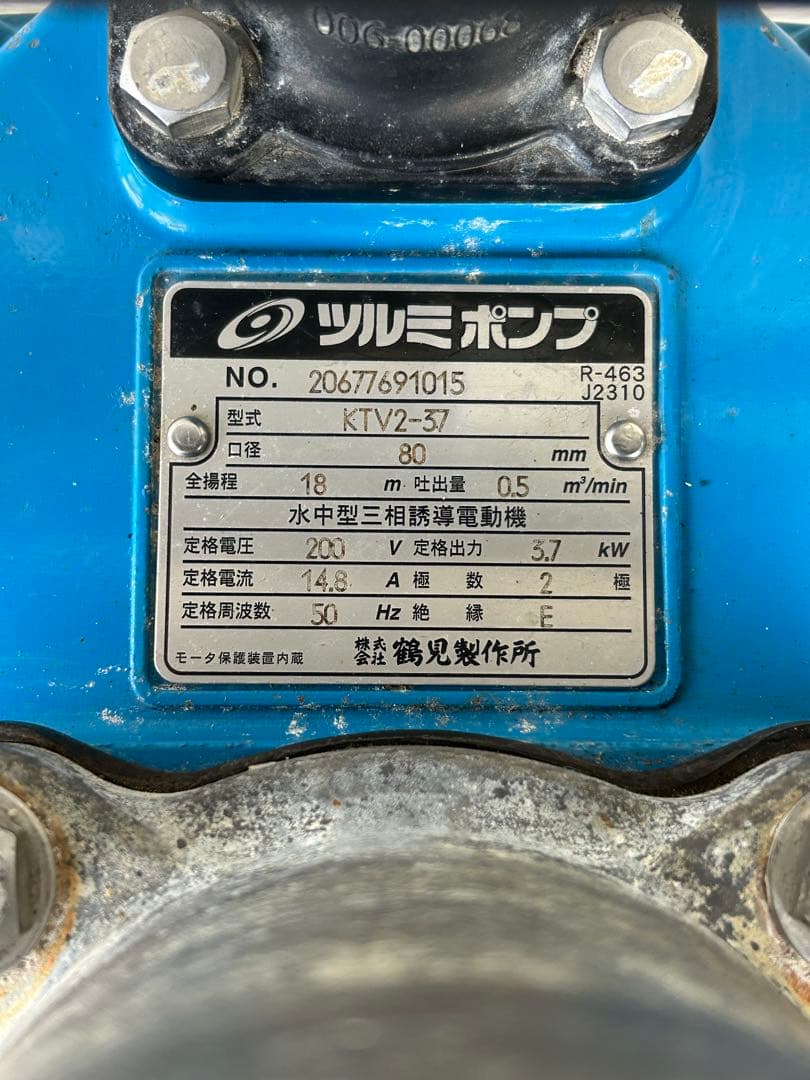 006-00068
ツルミポンプ
NO. 20677691015 R-463
J2310
型式 KTV2-3.7
口径 80 mm
全揚程 18 m 吐出量 0.5 m³/min
水中型三相誘導電動機
定格電圧 200 V 定格出力 3.7 kW
定格電流 14.8 A 極数 2 極
定格周波数 50 Hz 絶縁 E
モータ保護装置内蔵 株式会社 鶴見製作所